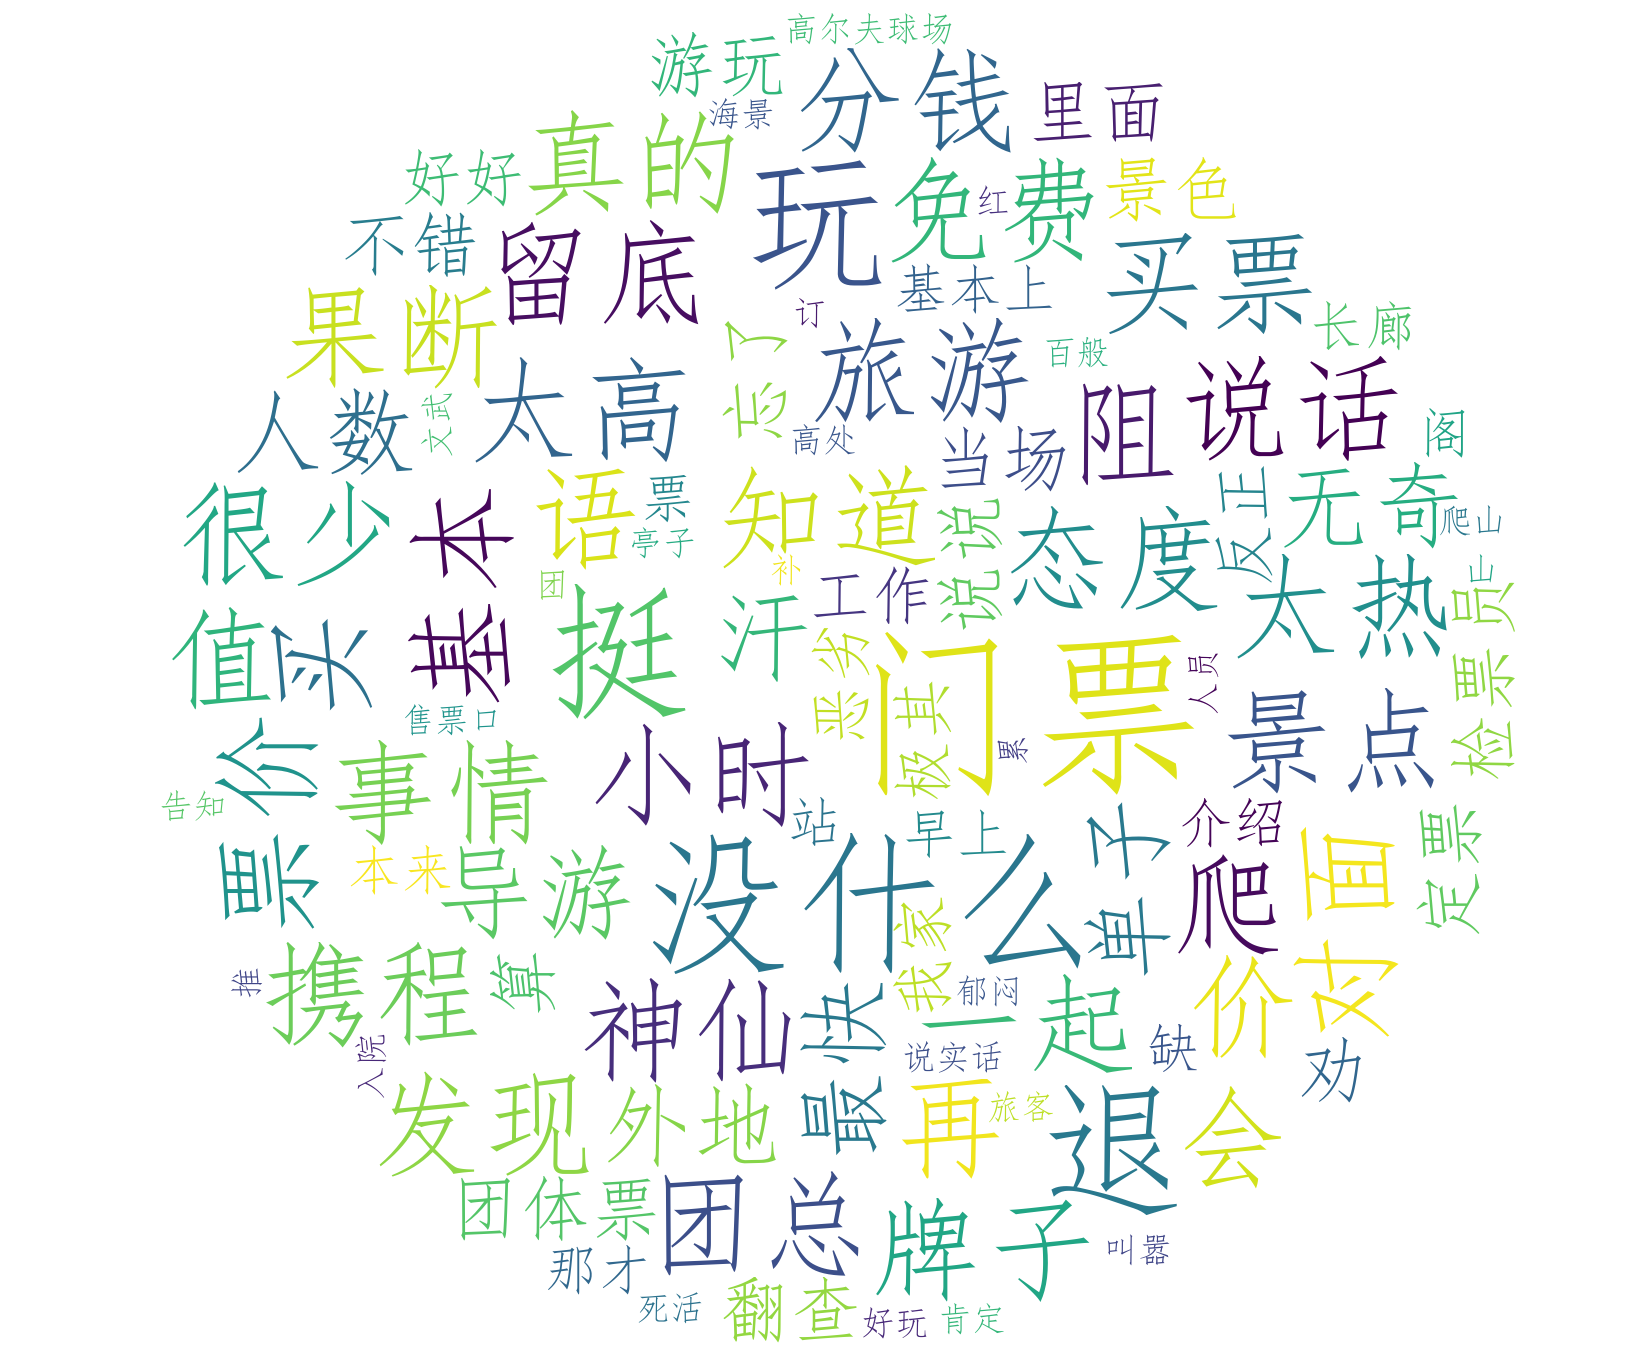 高尔夫球场
游玩
分钱
里面
海景
真的
好好
玩
免费
红
景色
不错
留底
基本上
买票
果断
订
长廊
忘了
旅游
百般
太高
人数
文武
高处
当场
阻
说话
阁
很少
基本
语
票
知道
说说
态度
反正
无奇
爬山
亭子
团
补
工作
太热
山
检票员
值
买
挺
汗
恶劣
极其
门票
人员
售票口
票价
小时
累
景点
告知
事情
站
早上
单子
介绍
定票
本来
导游
没什么
爬
对面
推
携程
算
神仙
最快
我家
郁闷
一起
价
入院
说实话
缺
劝
发现
外地
再
旅客
退
会
团体票
团总
牌子
叫嚣
那才
死活
翻查
好玩
肯定